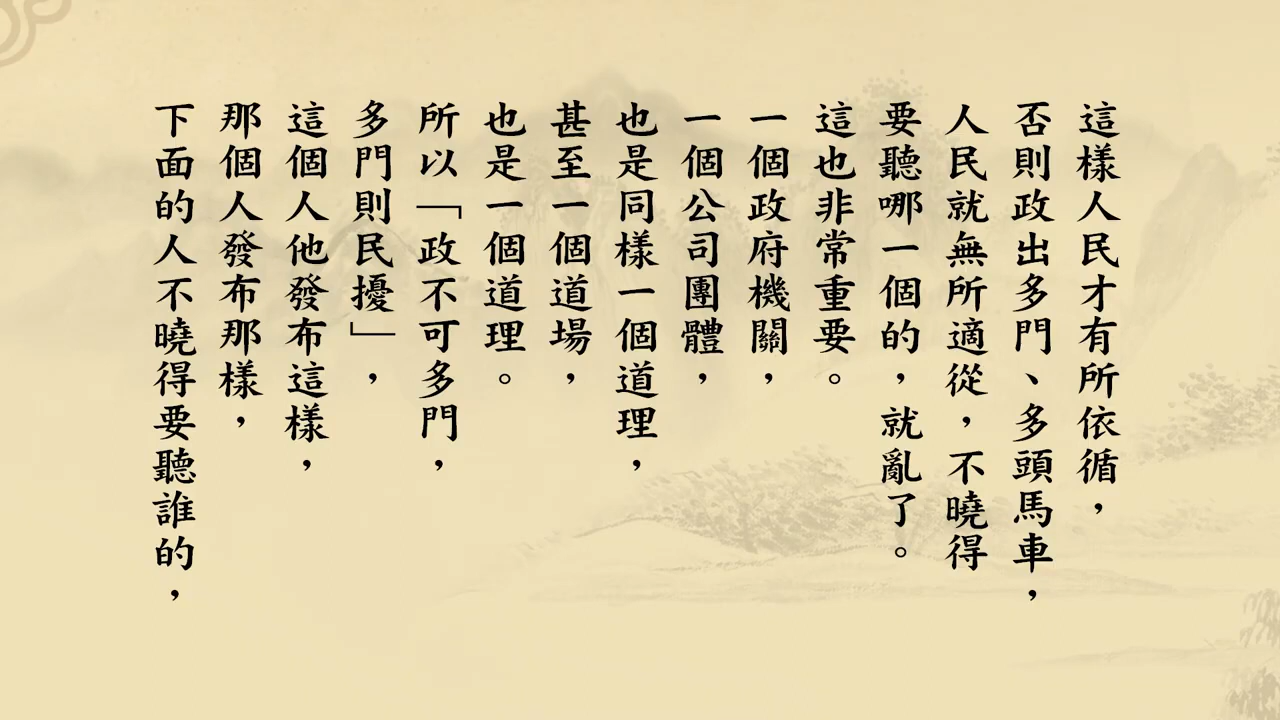 這樣人民才有所依循，
否則政出多門、多頭馬車，
人民就無所適從，不曉得
要聽哪一個的，就亂了。
這也非常重要。
一個政府機關，
一個公司團體，
也是同樣一個道理，
甚至一個道場，
也是一個道理。
所以「政不可多門，
多門則民擾」，
這個人他發布這樣，
那個人發布那樣，
下面的人不曉得要聽誰的，